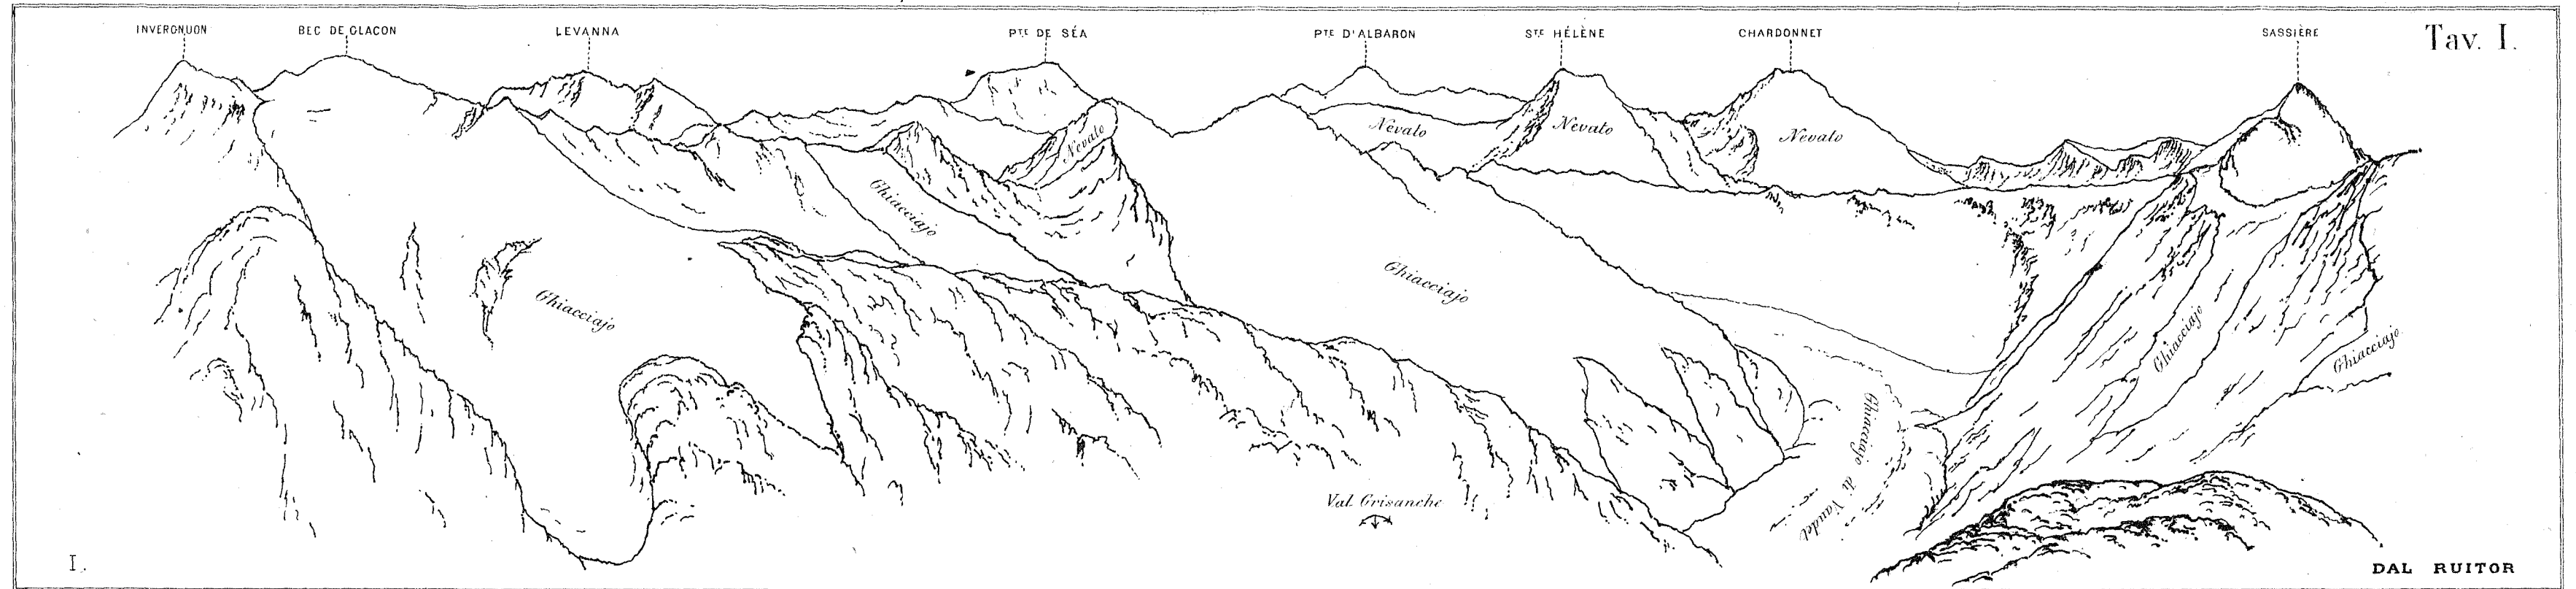 INVERGNUON BEC DE GLACON LEVANNA PTE DE SÉA PTE D'ALBARON STE HÉLÈNE CHARDONNET SASSIÈRE Tav. I.
Nevato Nevato Nevato Nevato
Ghiacciajo
Ghiacciajo
Ghiacciajo
Ghiacciajo
Ghiacciajo
Ghiacciajo di Vaudet
Val Grisanche
I. DAL RUITOR